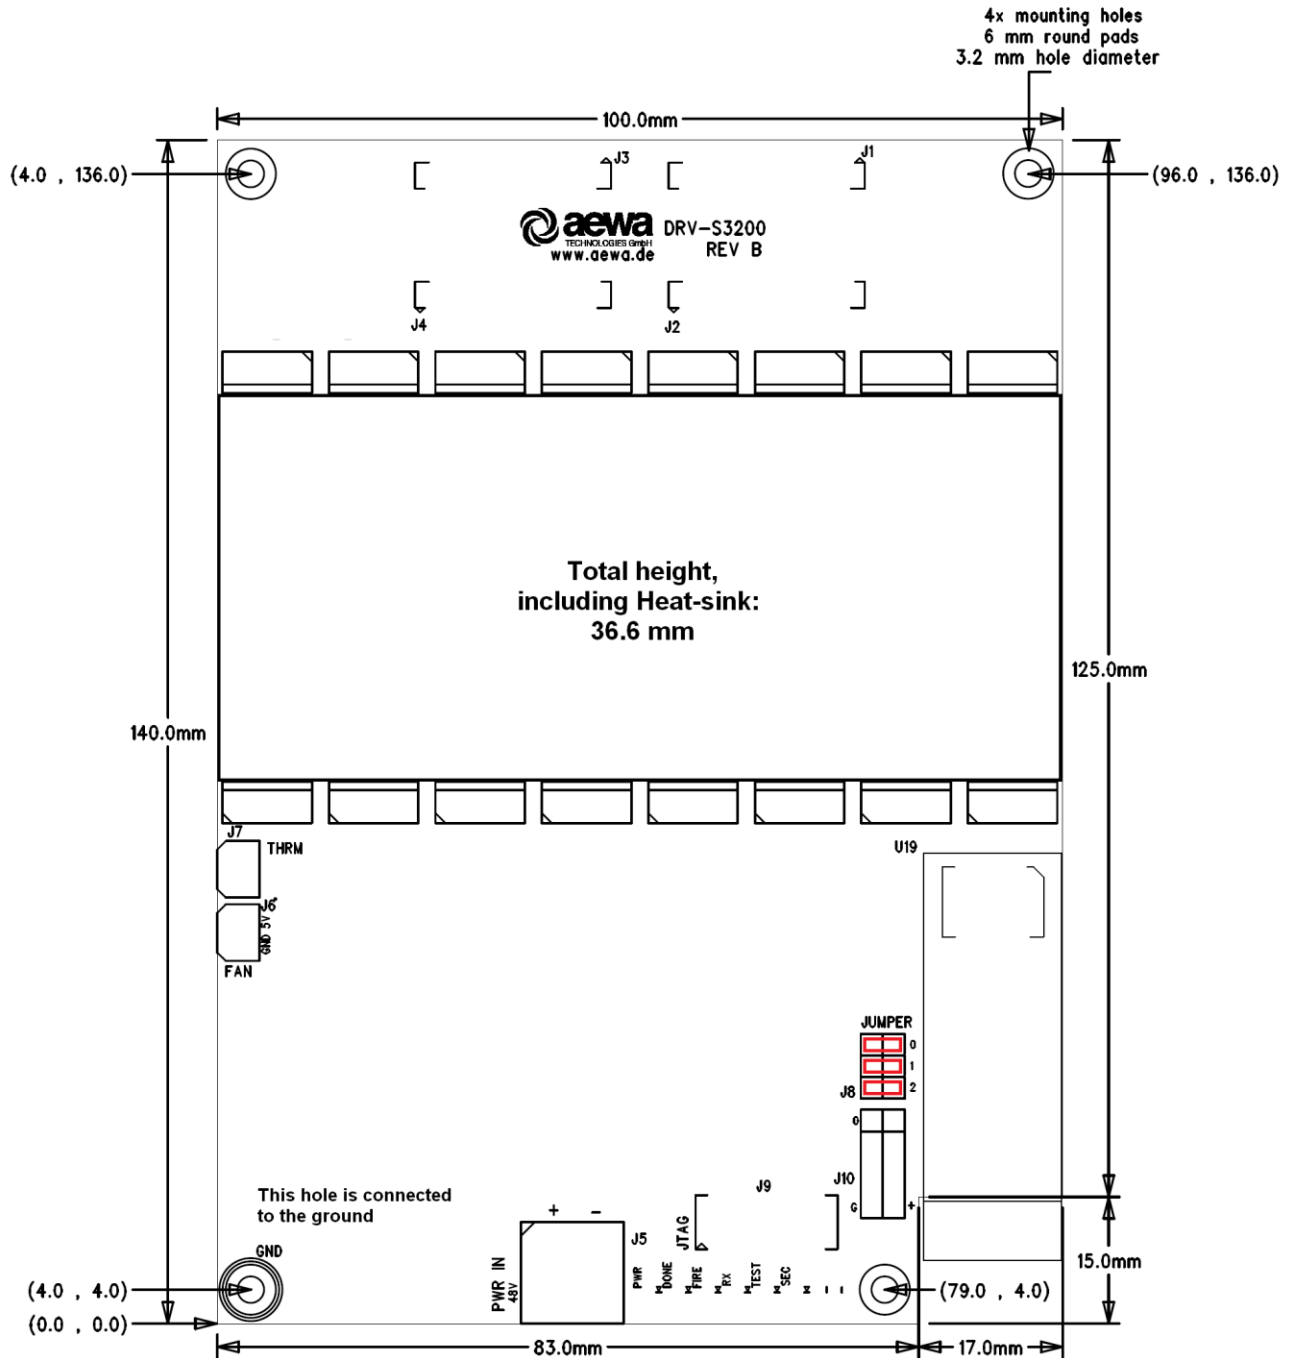 4x mounting holes
6 mm round pads
3.2 mm hole diameter
100.0mm
(4.0 , 136.0)
(96.0 , 136.0)
J3
J1
aewa
TECHNOLOGIES GmbH
www.aewa.de
DRV-S3200
REV B
J4
J2
Total height,
including Heat-sink:
36.6 mm
125.0mm
140.0mm
J7
THRM
U19
J6
GND 5V
FAN
JUMPER
0
1
2
J8
0
J10
G
+
J9
JTAG
This hole is connected
to the ground
GND
+ -
J5
PWR IN
48V
PWR
DONE
FIRE
RX
TEST
SEC
15.0mm
(4.0 , 4.0)
(79.0 , 4.0)
(0.0 , 0.0)
83.0mm
17.0mm